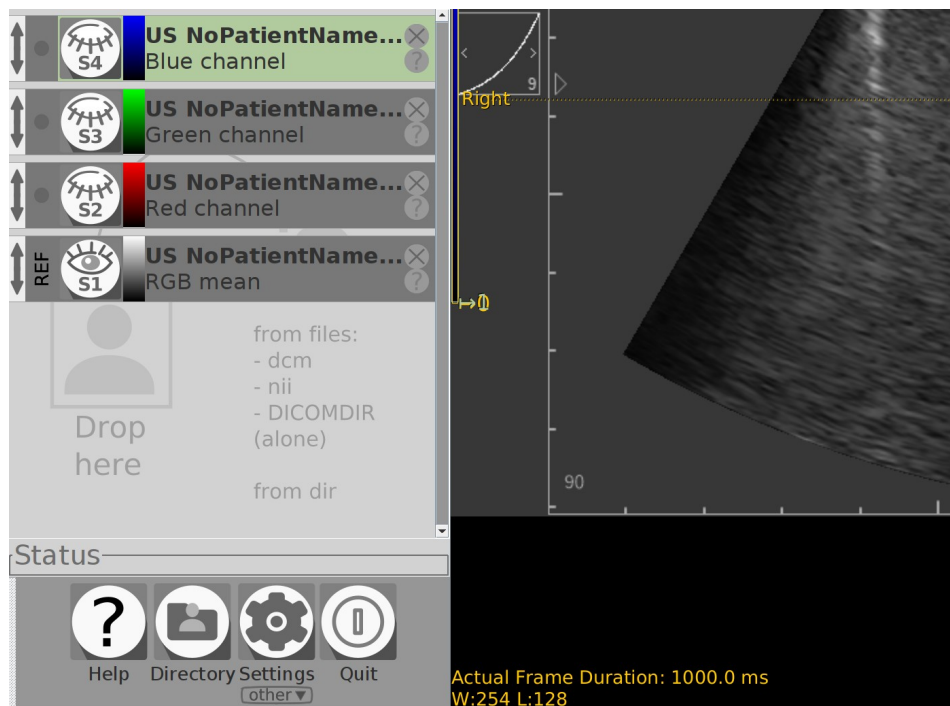 US NoPatientName...
S4
Blue channel
?
US NoPatientName...
S3
Green channel
?
US NoPatientName...
S2
Red channel
?
REF
US NoPatientName...
S1
RGB mean
?
from files:
- dcm
- nii
- DICOMDIR
(alone)
from dir
Drop
here
Status
?
Help
Directory
Settings
Quit
other▼
9
Right
90
Actual Frame Duration: 1000.0 ms
W:254 L:128